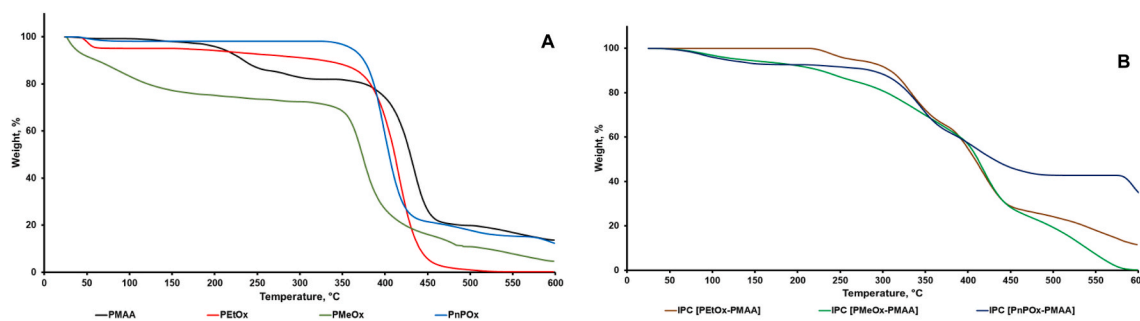 A
Weight, %
100
80
60
40
20
0
0 50 100 150 200 250 300 350 400 450 500 550 600
Temperature, °C
PMAA PEtOx PMeOx PnPOx
B
Weight, %
120
100
80
60
40
20
0
0 50 100 150 200 250 300 350 400 450 500 550 600
Temperature, °C
IPC [PEtOx-PMAA] IPC [PMeOx-PMAA] IPC [PnPOx-PMAA]